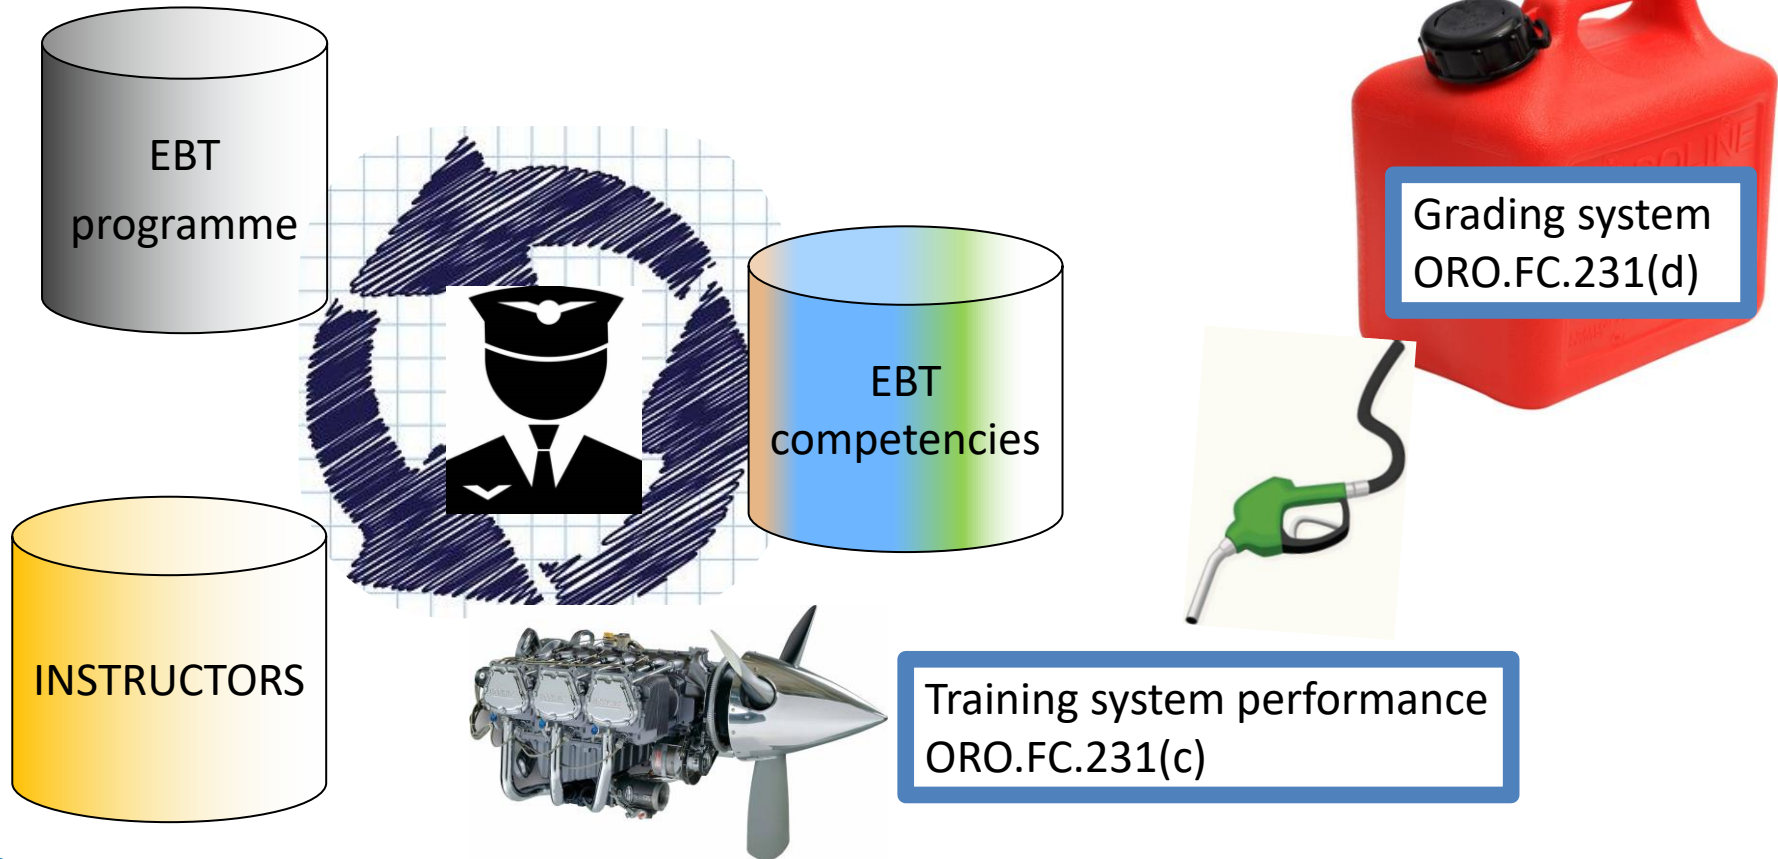 EBT
programme
Grading system
ORO.FC.231(d)
EBT
competencies
INSTRUCTORS
Training system performance
ORO.FC.231(c)